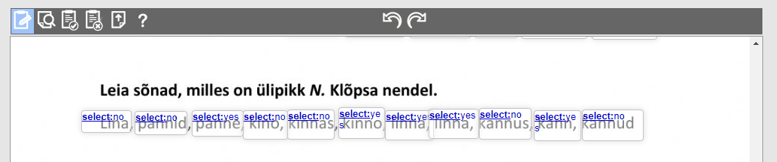 ?
Leia sõnad, milles on ülipikk N. Klõpsa nendel.
select:no select:no select:yes select:no select:no select:yes select:yes select:yes select:no select:yes select:no
Lina, pannid, panne, kino, kinnas, kinno, linna, linna, kannus, kann, kannud